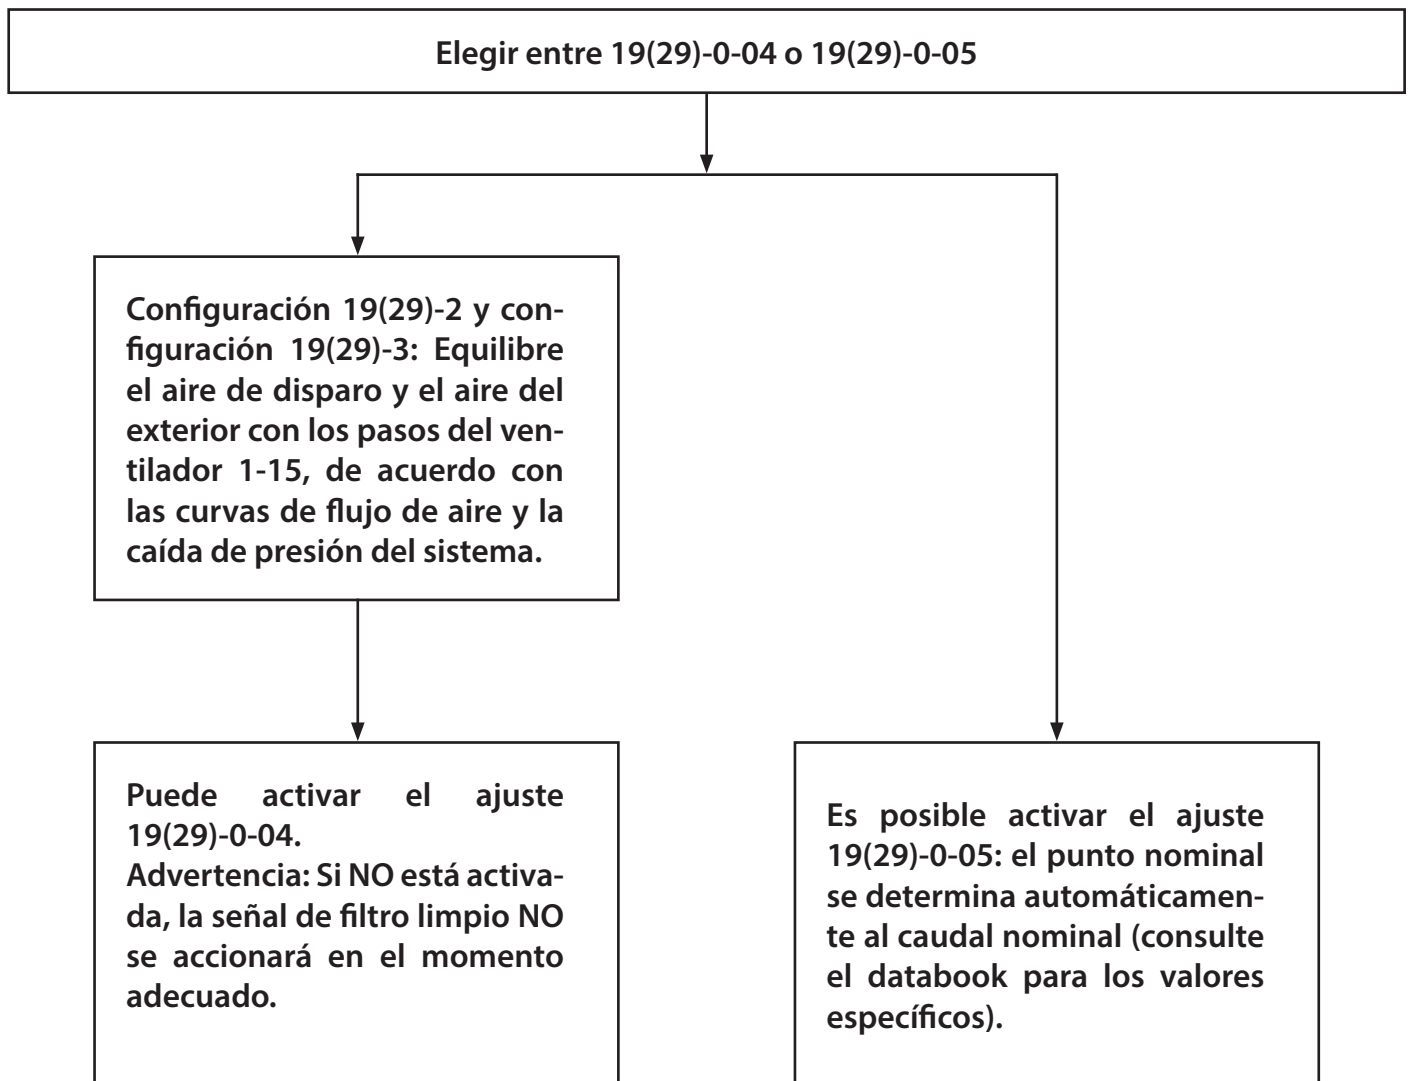 Elegir entre 19(29)-0-04 o 19(29)-0-05
Configuración 19(29)-2 y con-
figuración 19(29)-3: Equilibre
el aire de disparo y el aire del
exterior con los pasos del ven-
tilador 1-15, de acuerdo con
las curvas de flujo de aire y la
caída de presión del sistema.
Puede activar el ajuste
19(29)-0-04.
Advertencia: Si NO está activa-
da, la señal de filtro limpio NO
se accionará en el momento
adecuado.
Es posible activar el ajuste
19(29)-0-05: el punto nominal
se determina automáticamen-
te al caudal nominal (consulte
el databook para los valores
específicos).